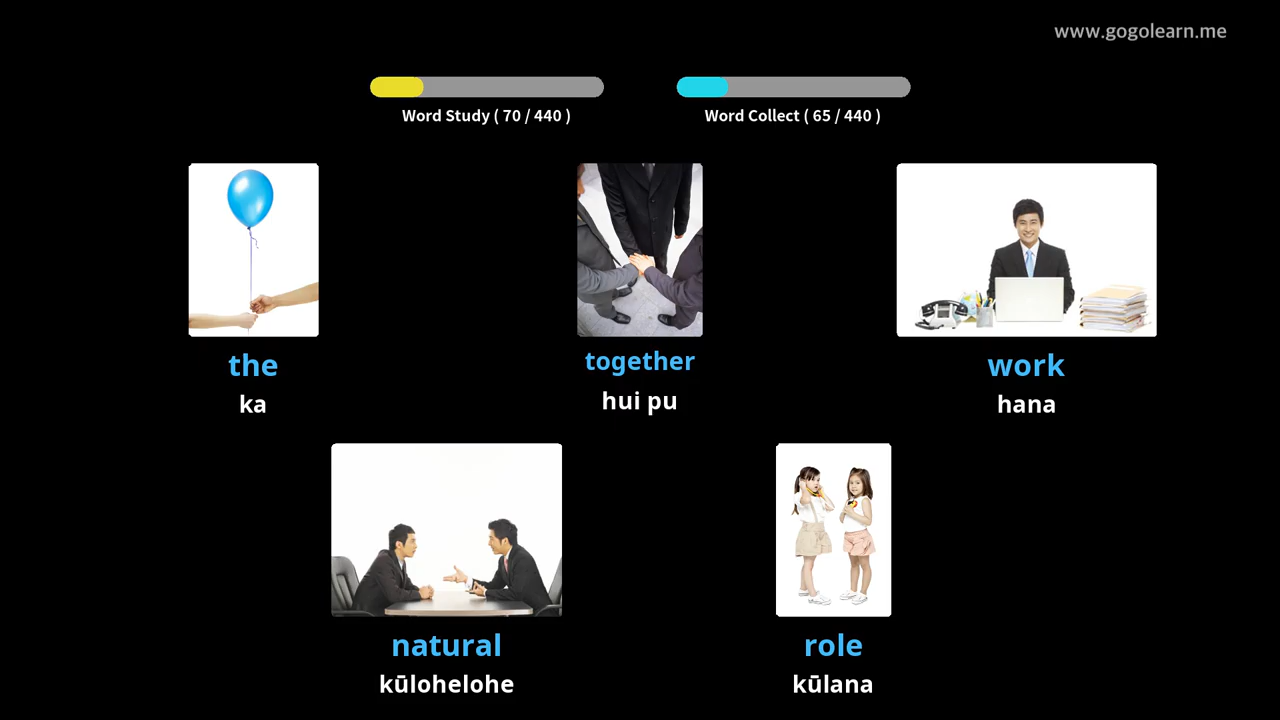 www.gogolearn.me
Word Study ( 70 / 440 )
Word Collect ( 65 / 440 )
the
ka
together
hui pu
work
hana
natural
kūlohelohe
role
kūlana